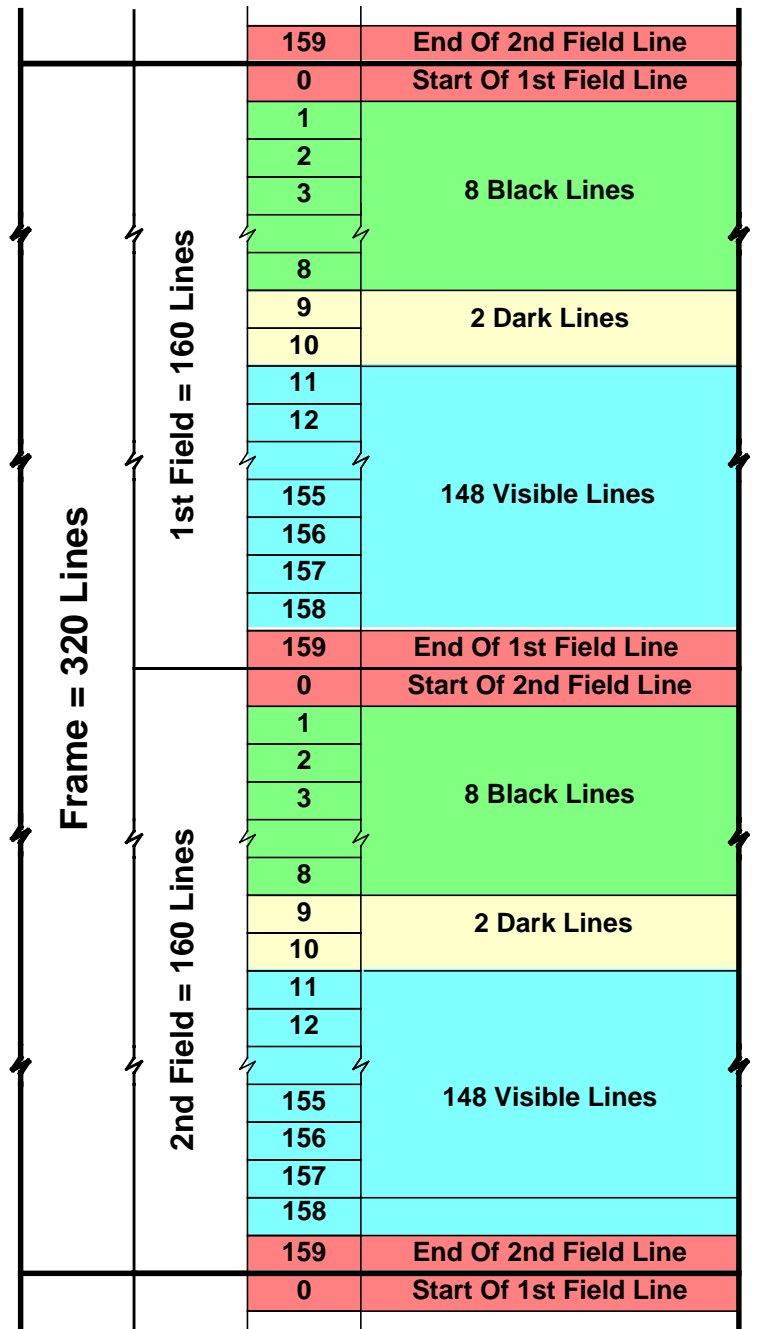 159 End Of 2nd Field Line
0 Start Of 1st Field Line
1
2
3
8 Black Lines
8
9
2 Dark Lines
10
11
12
148 Visible Lines
155
156
157
158
159 End Of 1st Field Line
1st Field = 160 Lines
Frame = 320 Lines
0 Start Of 2nd Field Line
1
2
3
8 Black Lines
8
9
2 Dark Lines
10
11
12
148 Visible Lines
155
156
157
158
159 End Of 2nd Field Line
2nd Field = 160 Lines
0 Start Of 1st Field Line